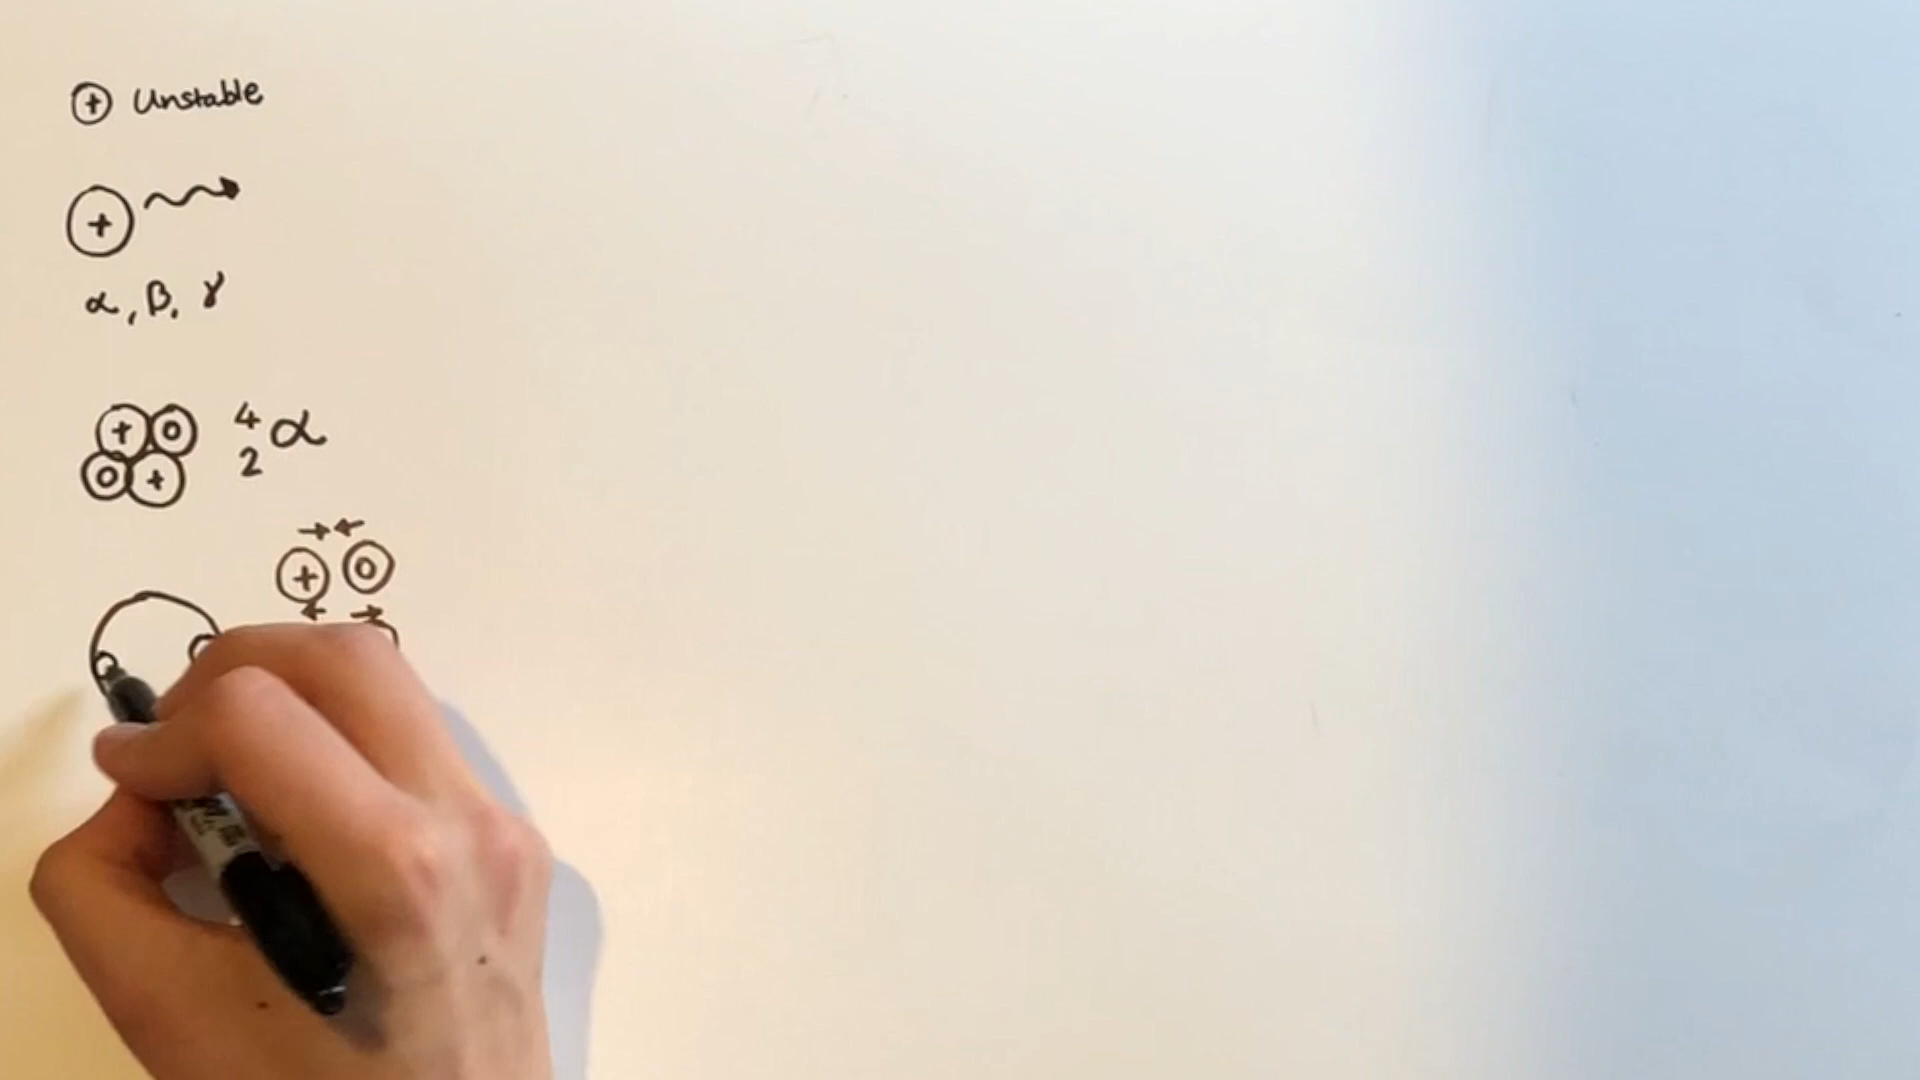 + Unstable
+
α, β, γ
+ 0 4 α
0 + 2
+ 0